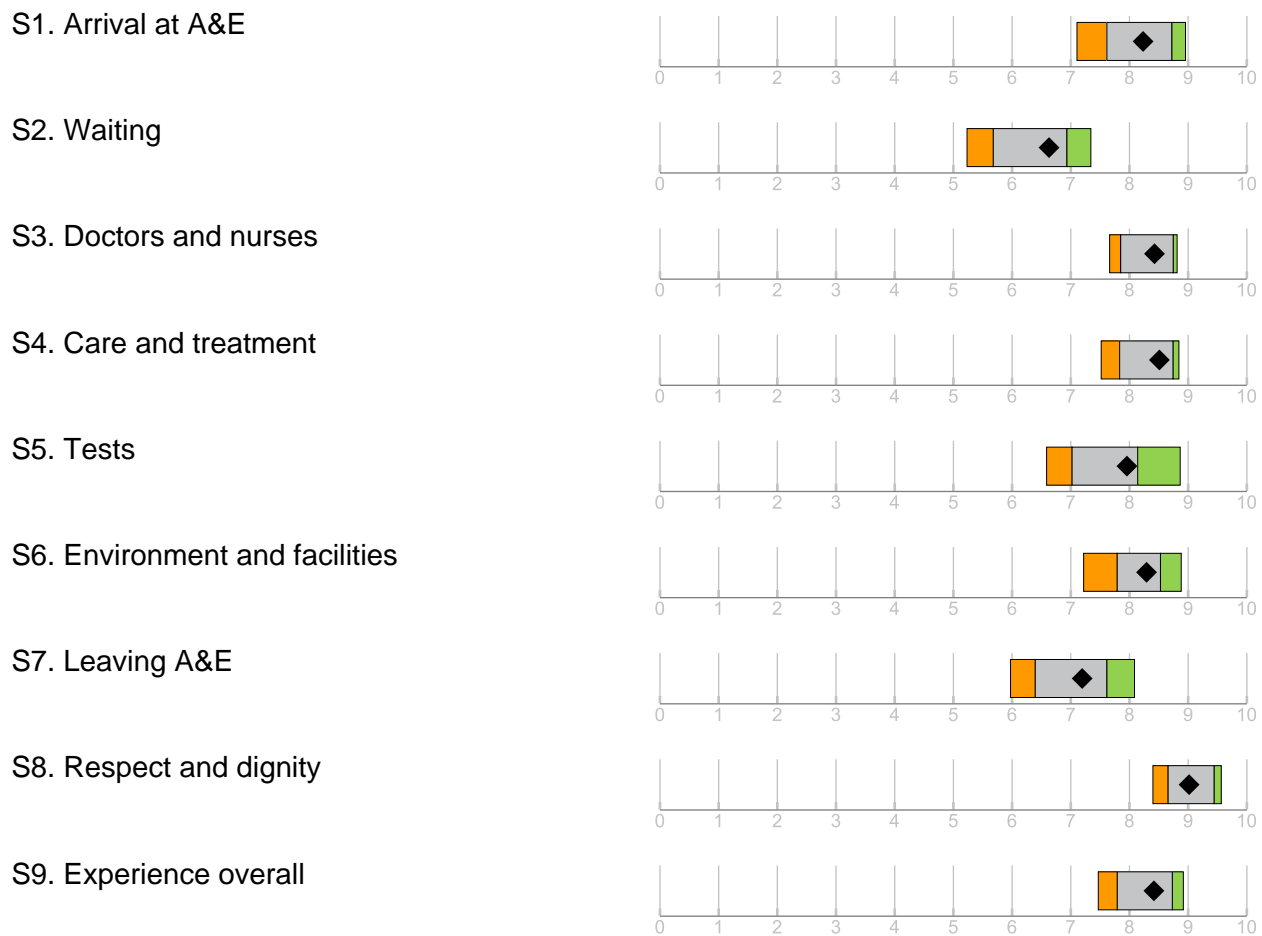 S1. Arrival at A&E
0 1 2 3 4 5 6 7 8 9 10
S2. Waiting
0 1 2 3 4 5 6 7 8 9 10
S3. Doctors and nurses
0 1 2 3 4 5 6 7 8 9 10
S4. Care and treatment
0 1 2 3 4 5 6 7 8 9 10
S5. Tests
0 1 2 3 4 5 6 7 8 9 10
S6. Environment and facilities
0 1 2 3 4 5 6 7 8 9 10
S7. Leaving A&E
0 1 2 3 4 5 6 7 8 9 10
S8. Respect and dignity
0 1 2 3 4 5 6 7 8 9 10
S9. Experience overall
0 1 2 3 4 5 6 7 8 9 10